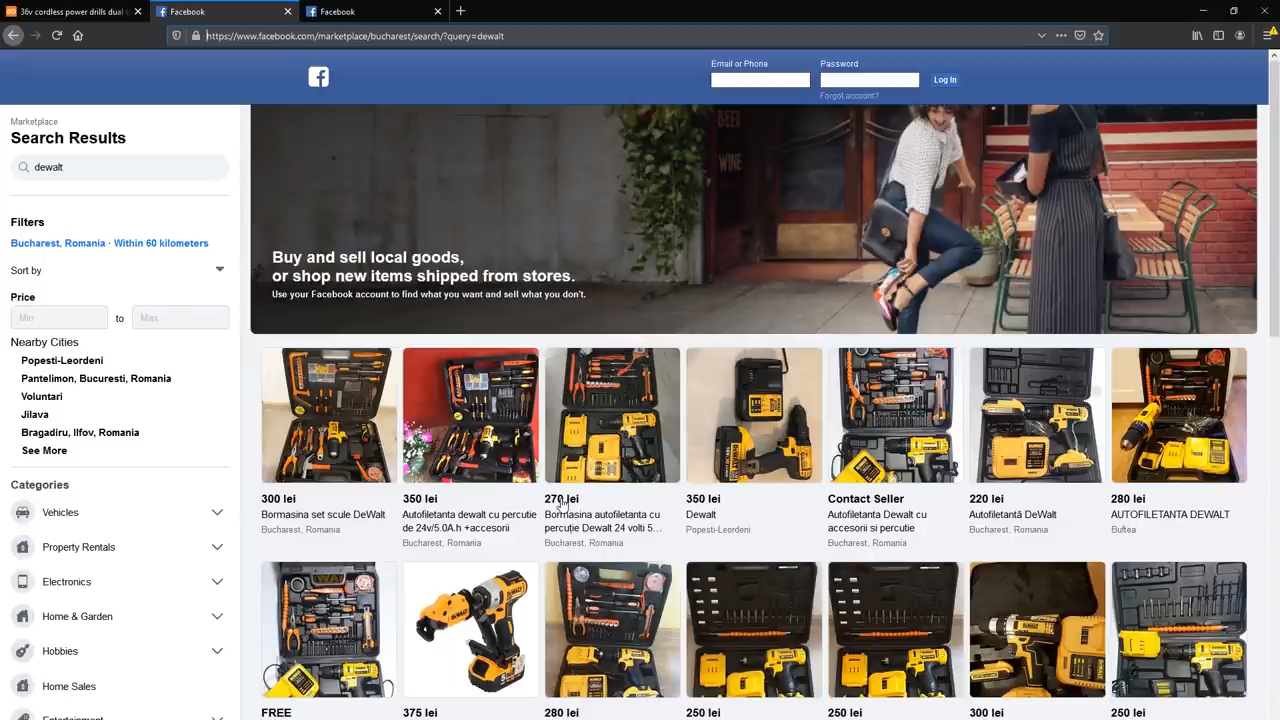 36v cordless power drills dual s
Facebook
Facebook
https://www.facebook.com/marketplace/bucharest/search/?query=dewalt
Email or Phone
Password
Log In
Forgot account?
Marketplace
Search Results
dewalt
Filters
Bucharest, Romania · Within 60 kilometers
Sort by
Price
Min
to
Max
Nearby Cities
Popesti-Leordeni
Pantelimon, Bucuresti, Romania
Voluntari
Jilava
Bragadiru, Ilfov, Romania
See More
Categories
Vehicles
Property Rentals
Electronics
Home & Garden
Hobbies
Home Sales
Entertainment
BEER
WINE
Buy and sell local goods,
or shop new items shipped from stores.
Use your Facebook account to find what you want and sell what you don't.
300 lei
Bormasina set scule DeWalt
Bucharest, Romania
350 lei
Autofiletanta dewalt cu percutie
de 24v/5.0A.h +accesorii
Bucharest, Romania
270 lei
Bormasina autofiletanta cu
percuție Dewalt 24 volti 5…
Bucharest, Romania
350 lei
Dewalt
Popesti-Leordeni
Contact Seller
Autofiletanta Dewalt cu
accesorii si percutie
Bucharest, Romania
220 lei
Autofiletantă DeWalt
Bucharest, Romania
280 lei
AUTOFILETANTA DEWALT
Buftea
FREE
375 lei
280 lei
250 lei
250 lei
300 lei
250 lei